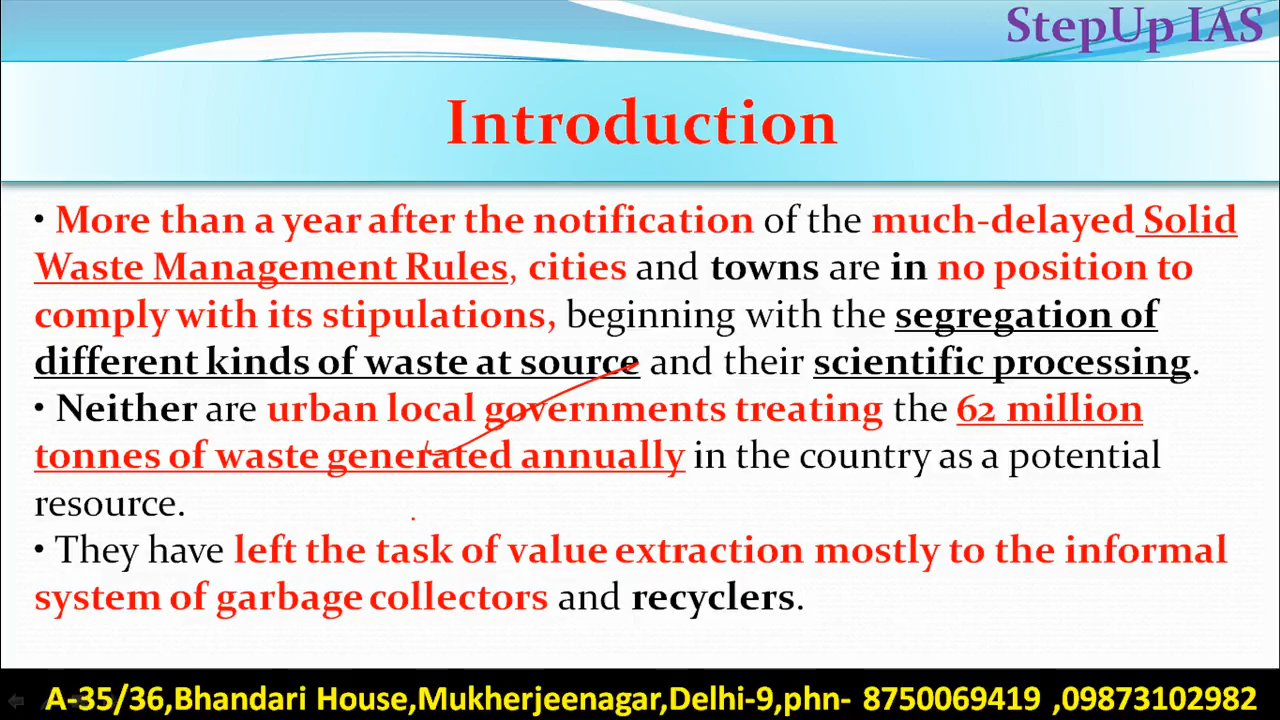 StepUp IAS
Introduction
• More than a year after the notification of the much-delayed Solid
Waste Management Rules, cities and towns are in no position to
comply with its stipulations, beginning with the segregation of
different kinds of waste at source and their scientific processing.
• Neither are urban local governments treating the 62 million
tonnes of waste generated annually in the country as a potential
resource.
• They have left the task of value extraction mostly to the informal
system of garbage collectors and recyclers.
A-35/36,Bhandari House,Mukherjeenagar,Delhi-9,phn- 8750069419 ,09873102982